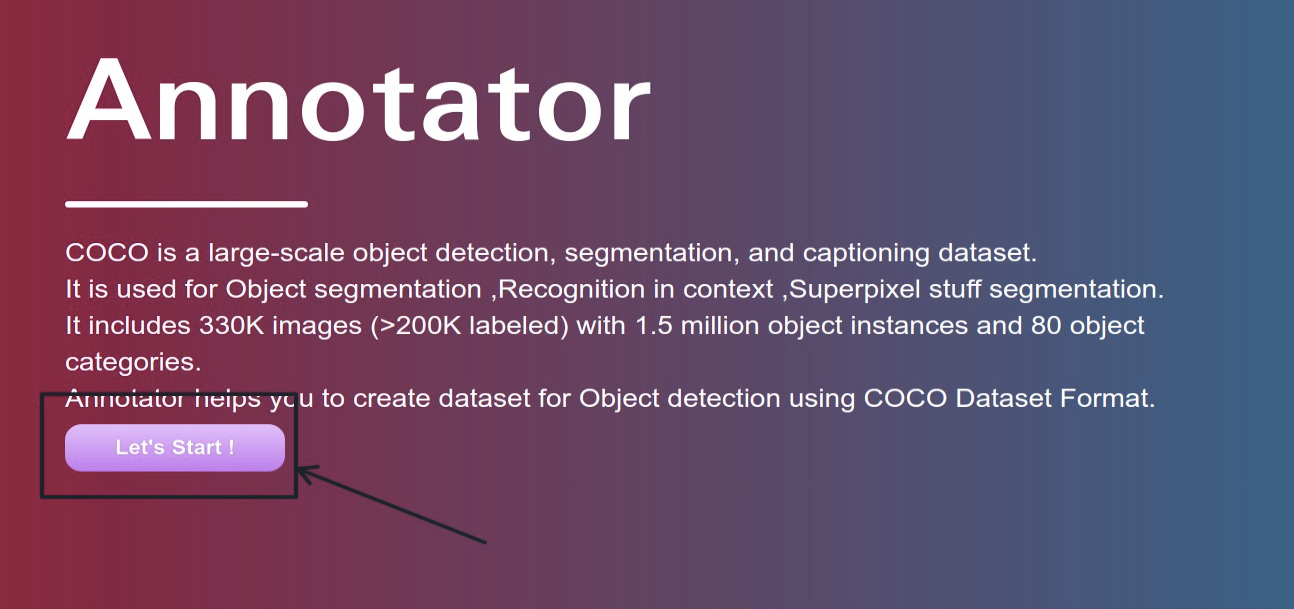 Annotator
COCO is a large-scale object detection, segmentation, and captioning dataset.
It is used for Object segmentation ,Recognition in context ,Superpixel stuff segmentation.
It includes 330K images (>200K labeled) with 1.5 million object instances and 80 object
categories.
Annotator helps you to create dataset for Object detection using COCO Dataset Format.
Let's Start !